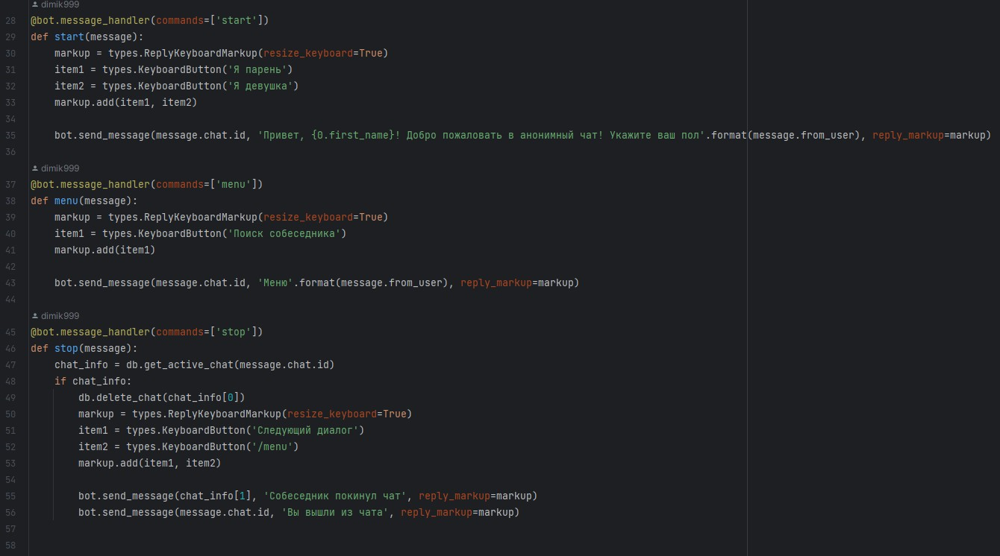 dimik999
28 @bot.message_handler(commands=['start'])
29 def start(message):
30     markup = types.ReplyKeyboardMarkup(resize_keyboard=True)
31     item1 = types.KeyboardButton('Я парень')
32     item2 = types.KeyboardButton('Я девушка')
33     markup.add(item1, item2)
34
35     bot.send_message(message.chat.id, 'Привет, {0.first_name}! Добро пожаловать в анонимный чат! Укажите ваш пол'.format(message.from_user), reply_markup=markup)
36
dimik999
37 @bot.message_handler(commands=['menu'])
38 def menu(message):
39     markup = types.ReplyKeyboardMarkup(resize_keyboard=True)
40     item1 = types.KeyboardButton('Поиск собеседника')
41     markup.add(item1)
42
43     bot.send_message(message.chat.id, 'Меню'.format(message.from_user), reply_markup=markup)
44
dimik999
45 @bot.message_handler(commands=['stop'])
46 def stop(message):
47     chat_info = db.get_active_chat(message.chat.id)
48     if chat_info:
49         db.delete_chat(chat_info[0])
50         markup = types.ReplyKeyboardMarkup(resize_keyboard=True)
51         item1 = types.KeyboardButton('Следующий диалог')
52         item2 = types.KeyboardButton('/menu')
53         markup.add(item1, item2)
54
55         bot.send_message(chat_info[1], 'Собеседник покинул чат', reply_markup=markup)
56         bot.send_message(message.chat.id, 'Вы вышли из чата', reply_markup=markup)
57
58